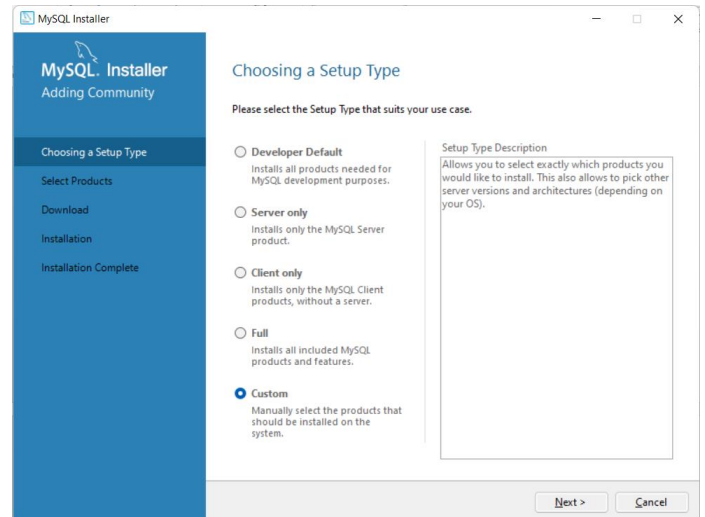 MySQL Installer
MySQL. Installer
Adding Community
Choosing a Setup Type
Select Products
Download
Installation
Installation Complete
Choosing a Setup Type
Please select the Setup Type that suits your use case.
Developer Default
Installs all products needed for
MySQL development purposes.
Server only
Installs only the MySQL Server
product.
Client only
Installs only the MySQL Client
products, without a server.
Full
Installs all included MySQL
products and features.
Custom
Manually select the products that
should be installed on the
system.
Setup Type Description
Allows you to select exactly which products you
would like to install. This also allows to pick other
server versions and architectures (depending on
your OS).
Next >
Cancel